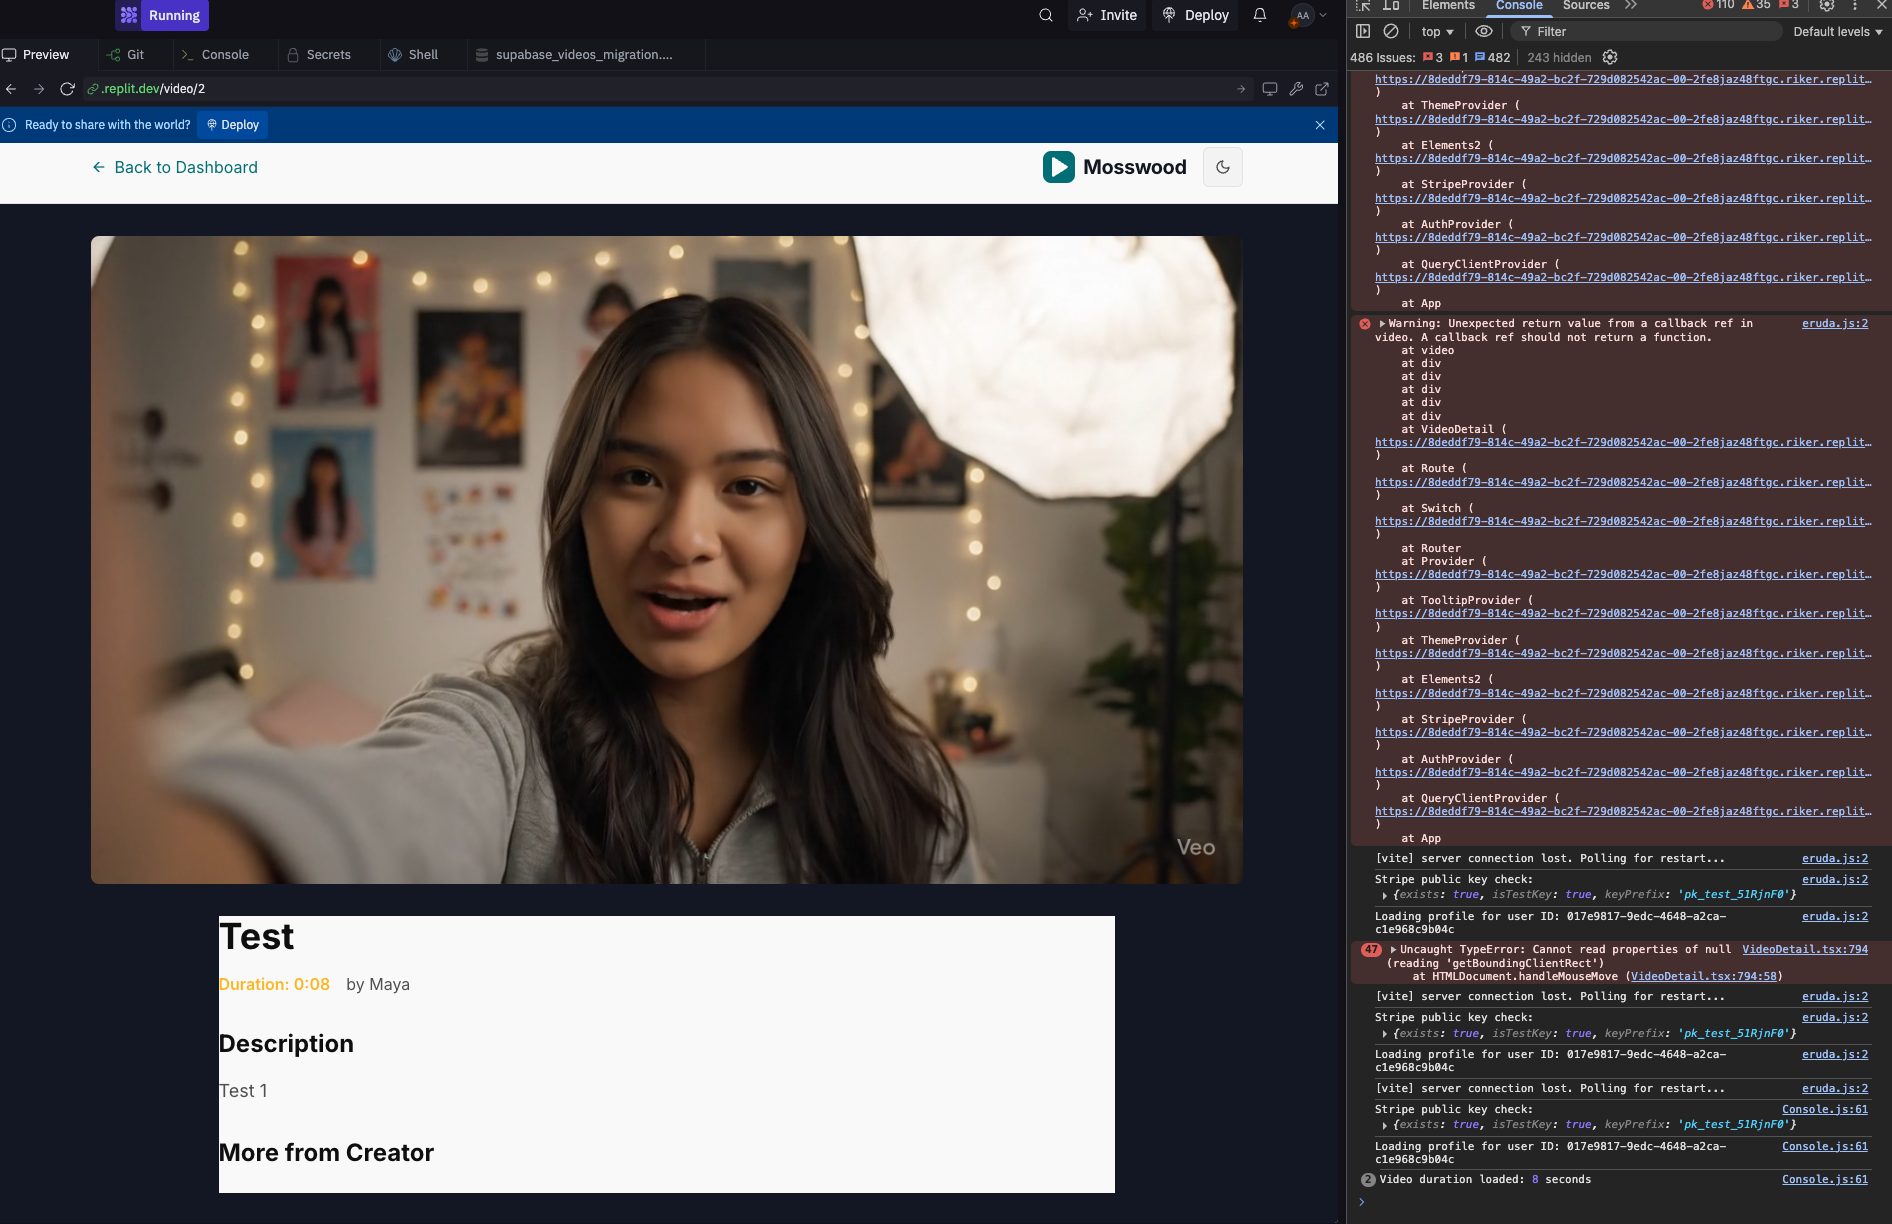 Running
Invite
Deploy
AA
Preview
Git
Console
Secrets
Shell
supabase_videos_migration....
.replit.dev/video/2
Ready to share with the world?
Deploy
Back to Dashboard
Mosswood
Veo
Test
Duration: 0:08 by Maya
Description
Test 1
More from Creator
Elements
Console
Sources
110
35
3
top
Filter
Default levels
486 Issues: 3 1 482 243 hidden
https://8deddf79-814c-49a2-bc2f-729d082542ac-00-2fe8jaz48ftgc.riker.replit…
)
at ThemeProvider (
https://8deddf79-814c-49a2-bc2f-729d082542ac-00-2fe8jaz48ftgc.riker.replit…
)
at Elements2 (
https://8deddf79-814c-49a2-bc2f-729d082542ac-00-2fe8jaz48ftgc.riker.replit…
)
at StripeProvider (
https://8deddf79-814c-49a2-bc2f-729d082542ac-00-2fe8jaz48ftgc.riker.replit…
)
at AuthProvider (
https://8deddf79-814c-49a2-bc2f-729d082542ac-00-2fe8jaz48ftgc.riker.replit…
)
at QueryClientProvider (
https://8deddf79-814c-49a2-bc2f-729d082542ac-00-2fe8jaz48ftgc.riker.replit…
)
at App
Warning: Unexpected return value from a callback ref in eruda.js:2
video. A callback ref should not return a function.
at video
at div
at div
at div
at div
at div
at VideoDetail (
https://8deddf79-814c-49a2-bc2f-729d082542ac-00-2fe8jaz48ftgc.riker.replit…
)
at Route (
https://8deddf79-814c-49a2-bc2f-729d082542ac-00-2fe8jaz48ftgc.riker.replit…
)
at Switch (
https://8deddf79-814c-49a2-bc2f-729d082542ac-00-2fe8jaz48ftgc.riker.replit…
)
at Router
at Provider (
https://8deddf79-814c-49a2-bc2f-729d082542ac-00-2fe8jaz48ftgc.riker.replit…
)
at TooltipProvider (
https://8deddf79-814c-49a2-bc2f-729d082542ac-00-2fe8jaz48ftgc.riker.replit…
)
at ThemeProvider (
https://8deddf79-814c-49a2-bc2f-729d082542ac-00-2fe8jaz48ftgc.riker.replit…
)
at Elements2 (
https://8deddf79-814c-49a2-bc2f-729d082542ac-00-2fe8jaz48ftgc.riker.replit…
)
at StripeProvider (
https://8deddf79-814c-49a2-bc2f-729d082542ac-00-2fe8jaz48ftgc.riker.replit…
)
at AuthProvider (
https://8deddf79-814c-49a2-bc2f-729d082542ac-00-2fe8jaz48ftgc.riker.replit…
)
at QueryClientProvider (
https://8deddf79-814c-49a2-bc2f-729d082542ac-00-2fe8jaz48ftgc.riker.replit…
)
at App
[vite] server connection lost. Polling for restart... eruda.js:2
Stripe public key check: eruda.js:2
{exists: true, isTestKey: true, keyPrefix: 'pk_test_51RjnF0'}
Loading profile for user ID: 017e9817-9edc-4648-a2ca- eruda.js:2
c1e968c9b04c
47 Uncaught TypeError: Cannot read properties of null VideoDetail.tsx:794
(reading 'getBoundingClientRect')
at HTMLDocument.handleMouseMove (VideoDetail.tsx:794:58)
[vite] server connection lost. Polling for restart... eruda.js:2
Stripe public key check: eruda.js:2
{exists: true, isTestKey: true, keyPrefix: 'pk_test_51RjnF0'}
Loading profile for user ID: 017e9817-9edc-4648-a2ca- eruda.js:2
c1e968c9b04c
[vite] server connection lost. Polling for restart... eruda.js:2
Stripe public key check: Console.js:61
{exists: true, isTestKey: true, keyPrefix: 'pk_test_51RjnF0'}
Loading profile for user ID: 017e9817-9edc-4648-a2ca- Console.js:61
c1e968c9b04c
2 Video duration loaded: 8 seconds Console.js:61